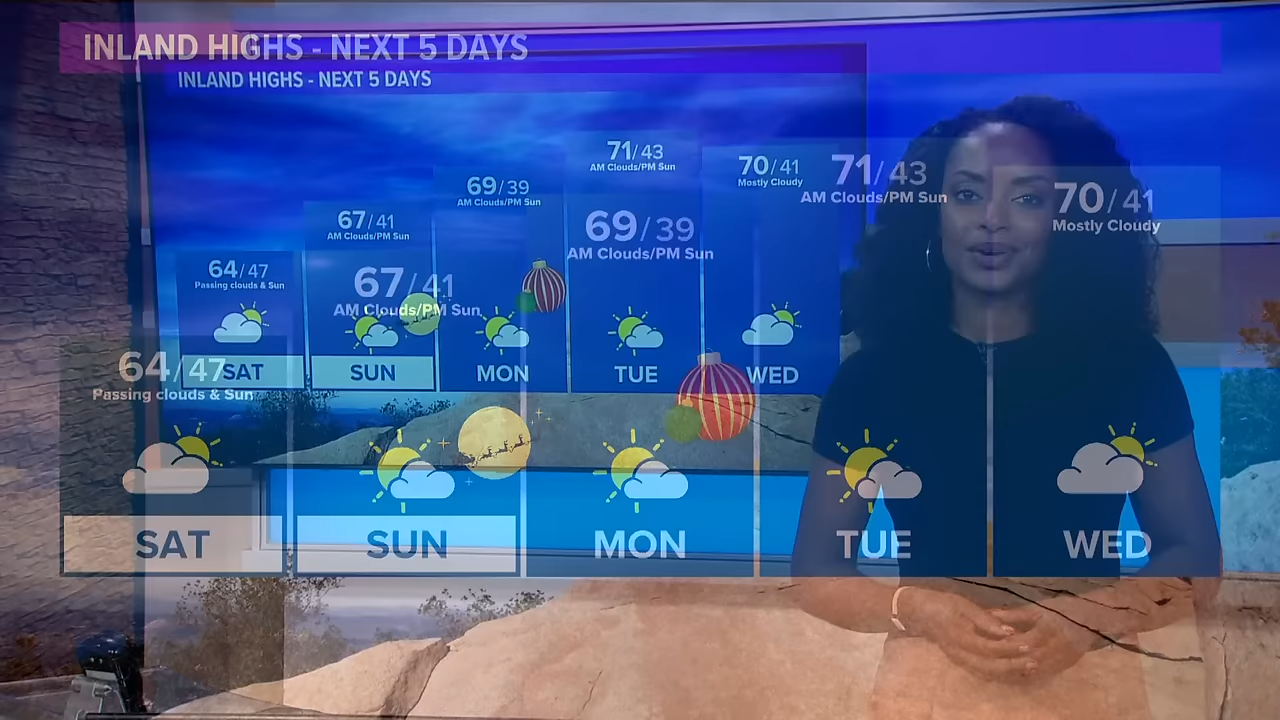 INLAND HIGHS - NEXT 5 DAYS
INLAND HIGHS - NEXT 5 DAYS
64/47
Passing clouds & Sun
SAT
67/41
AM Clouds/PM Sun
SUN
69/39
AM Clouds/PM Sun
MON
71/43
AM Clouds/PM Sun
TUE
70/41
Mostly Cloudy
WED
64/47
Passing clouds & Sun
SAT
67/41
AM Clouds/PM Sun
SUN
69/39
AM Clouds/PM Sun
MON
71/43
AM Clouds/PM Sun
TUE
70/41
Mostly Cloudy
WED